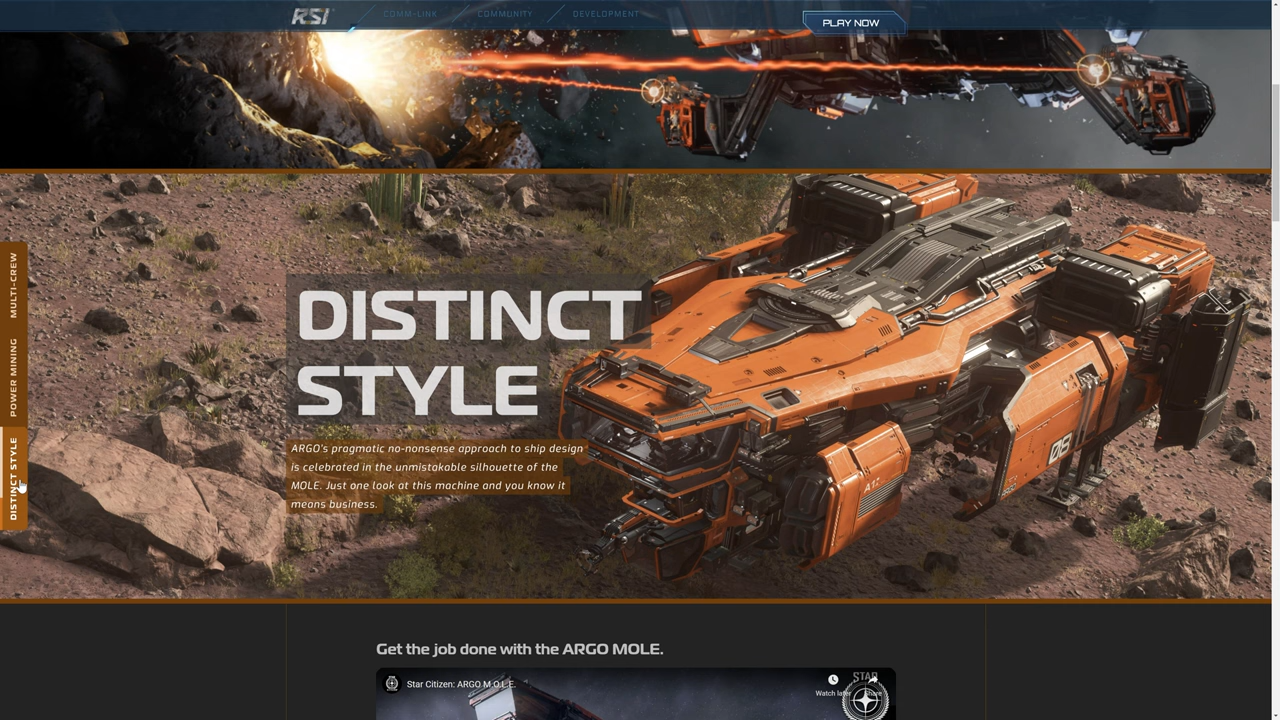 RSI
COMM-LINK
COMMUNITY
DEVELOPMENT
PLAY NOW
MULTI-CREW
POWER MINING
DISTINCT STYLE
DISTINCT
STYLE
ARGO's pragmatic no-nonsense approach to ship design
is celebrated in the unmistakable silhouette of the
MOLE. Just one look at this machine and you know it
means business.
09
Get the job done with the ARGO MOLE.
Star Citizen: ARGO M.O.L.E.
Watch later
Share
STAR